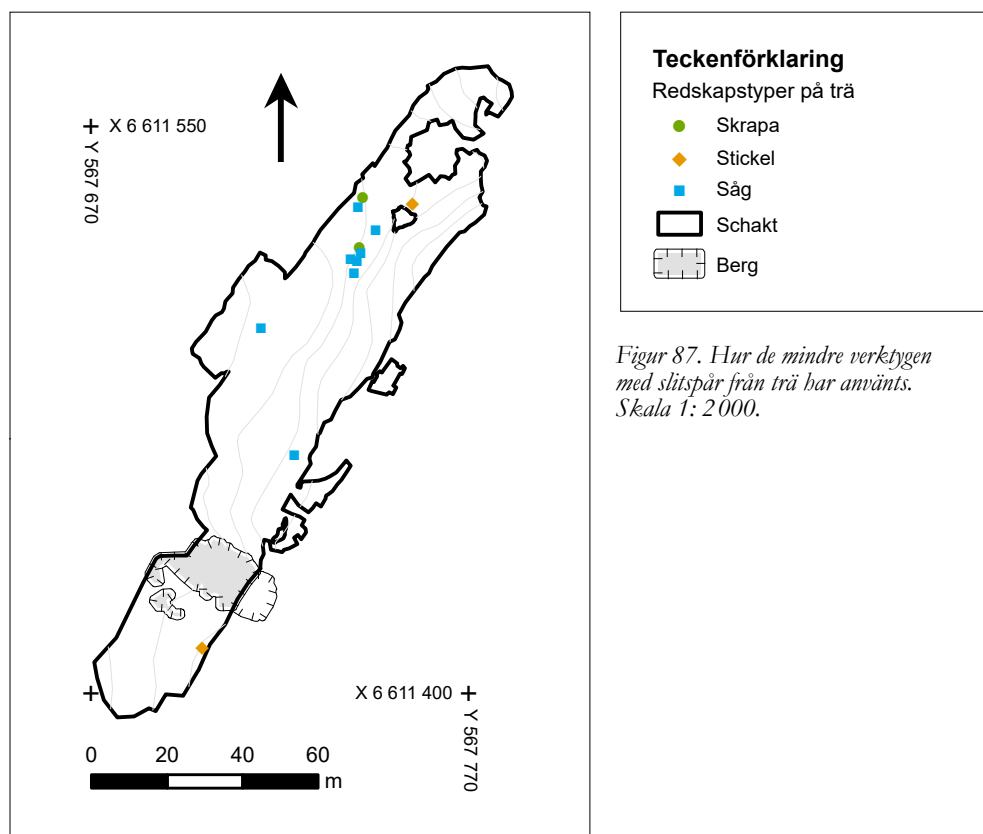 X 6 611 550
Y 567 670
X 6 611 400
Y 567 770
0 20 40 60
m
Teckenförklaring
Redskapstyper på trä
Skrapa
Stickel
Såg
Schakt
Berg
Figur 87. Hur de mindre verktygen
med slitspår från trä har använts.
Skala 1: 2 000.